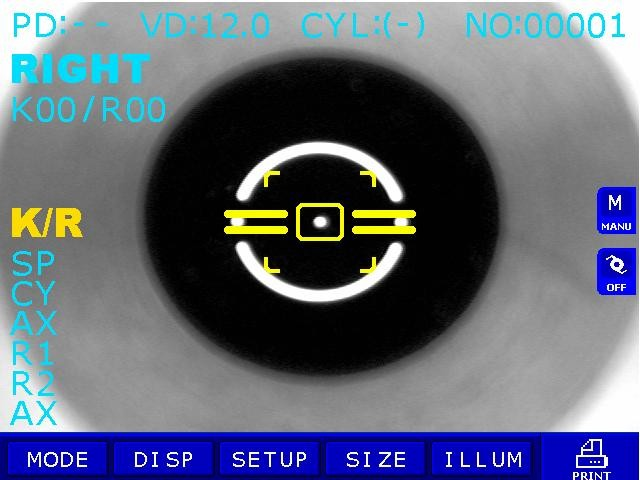 PD:-- VD:12.0 CYL:(-) NO:00001
RIGHT
K00/R00
M
MANU
K/R
SP
OFF
CY
AX
R1
R2
AX
MODE DISP SETUP SIZE ILLUM PRINT